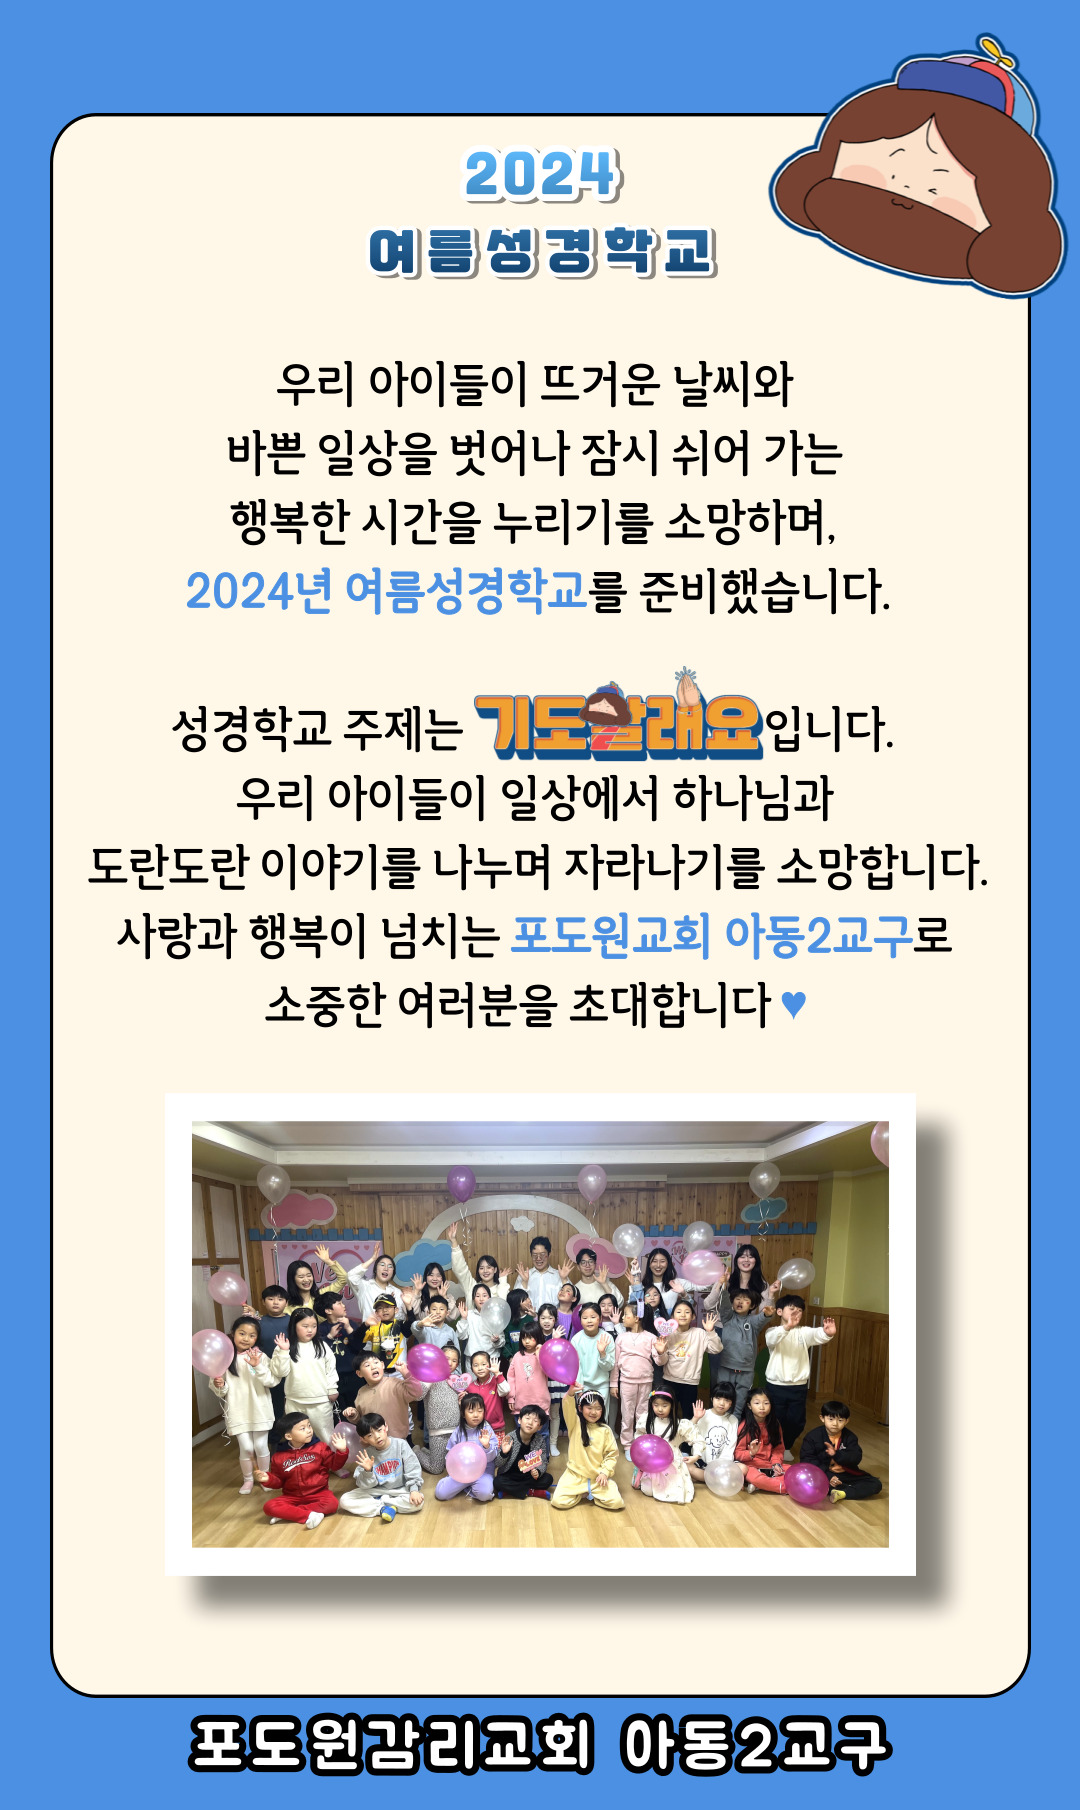 2024
여름성경학교
우리 아이들이 뜨거운 날씨와
바쁜 일상을 벗어나 잠시 쉬어 가는
행복한 시간을 누리기를 소망하며,
2024년 여름성경학교를 준비했습니다.
성경학교 주제는 기도할래요입니다.
우리 아이들이 일상에서 하나님과
도란도란 이야기를 나누며 자라나기를 소망합니다.
사랑과 행복이 넘치는 포도원교회 아동2교구로
소중한 여러분을 초대합니다 ♥
포도원감리교회 아동2교구